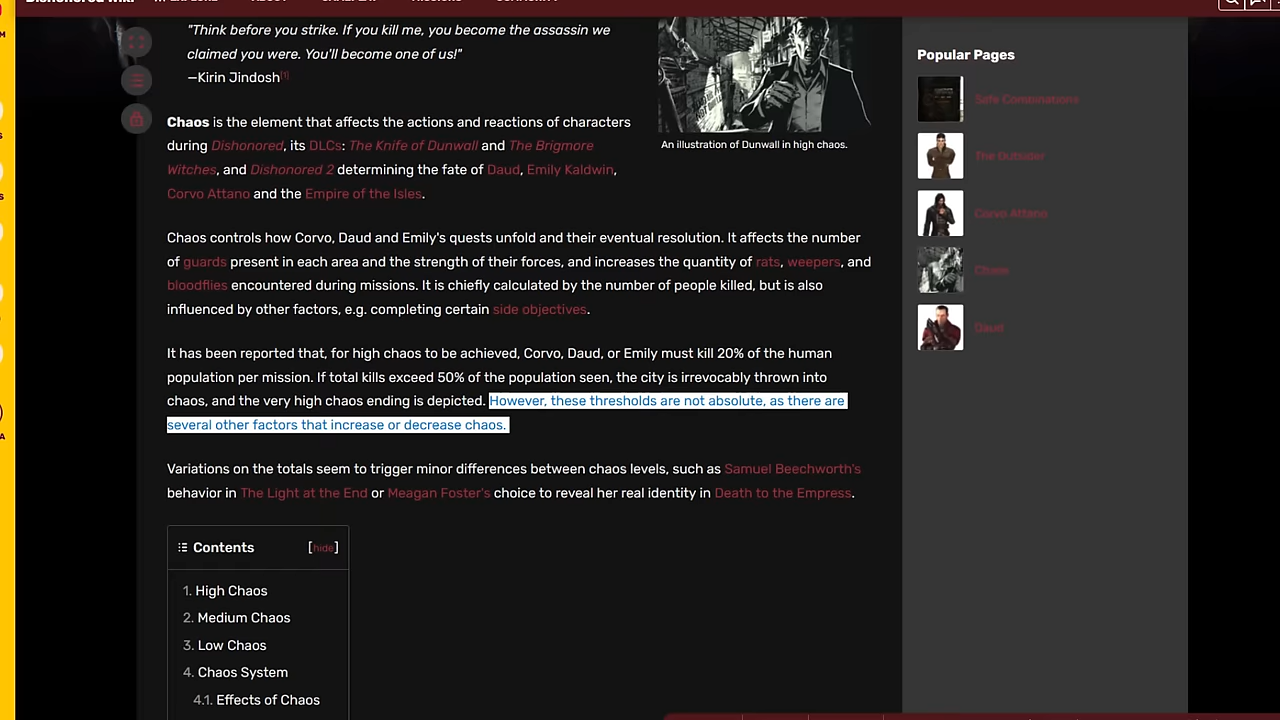 "Think before you strike. If you kill me, you become the assassin we
claimed you were. You'll become one of us!"
—Kirin Jindosh[1]
An illustration of Dunwall in high chaos.
Chaos is the element that affects the actions and reactions of characters
during Dishonored, its DLCs: The Knife of Dunwall and The Brigmore
Witches, and Dishonored 2 determining the fate of Daud, Emily Kaldwin,
Corvo Attano and the Empire of the Isles.
Chaos controls how Corvo, Daud and Emily's quests unfold and their eventual resolution. It affects the number
of guards present in each area and the strength of their forces, and increases the quantity of rats, weepers, and
bloodflies encountered during missions. It is chiefly calculated by the number of people killed, but is also
influenced by other factors, e.g. completing certain side objectives.
It has been reported that, for high chaos to be achieved, Corvo, Daud, or Emily must kill 20% of the human
population per mission. If total kills exceed 50% of the population seen, the city is irrevocably thrown into
chaos, and the very high chaos ending is depicted. However, these thresholds are not absolute, as there are
several other factors that increase or decrease chaos.
Variations on the totals seem to trigger minor differences between chaos levels, such as Samuel Beechworth's
behavior in The Light at the End or Meagan Foster's choice to reveal her real identity in Death to the Empress.
Contents [hide]
1. High Chaos
2. Medium Chaos
3. Low Chaos
4. Chaos System
4.1. Effects of Chaos
Popular Pages
Safe Combinations
The Outsider
Corvo Attano
Chaos
Daud